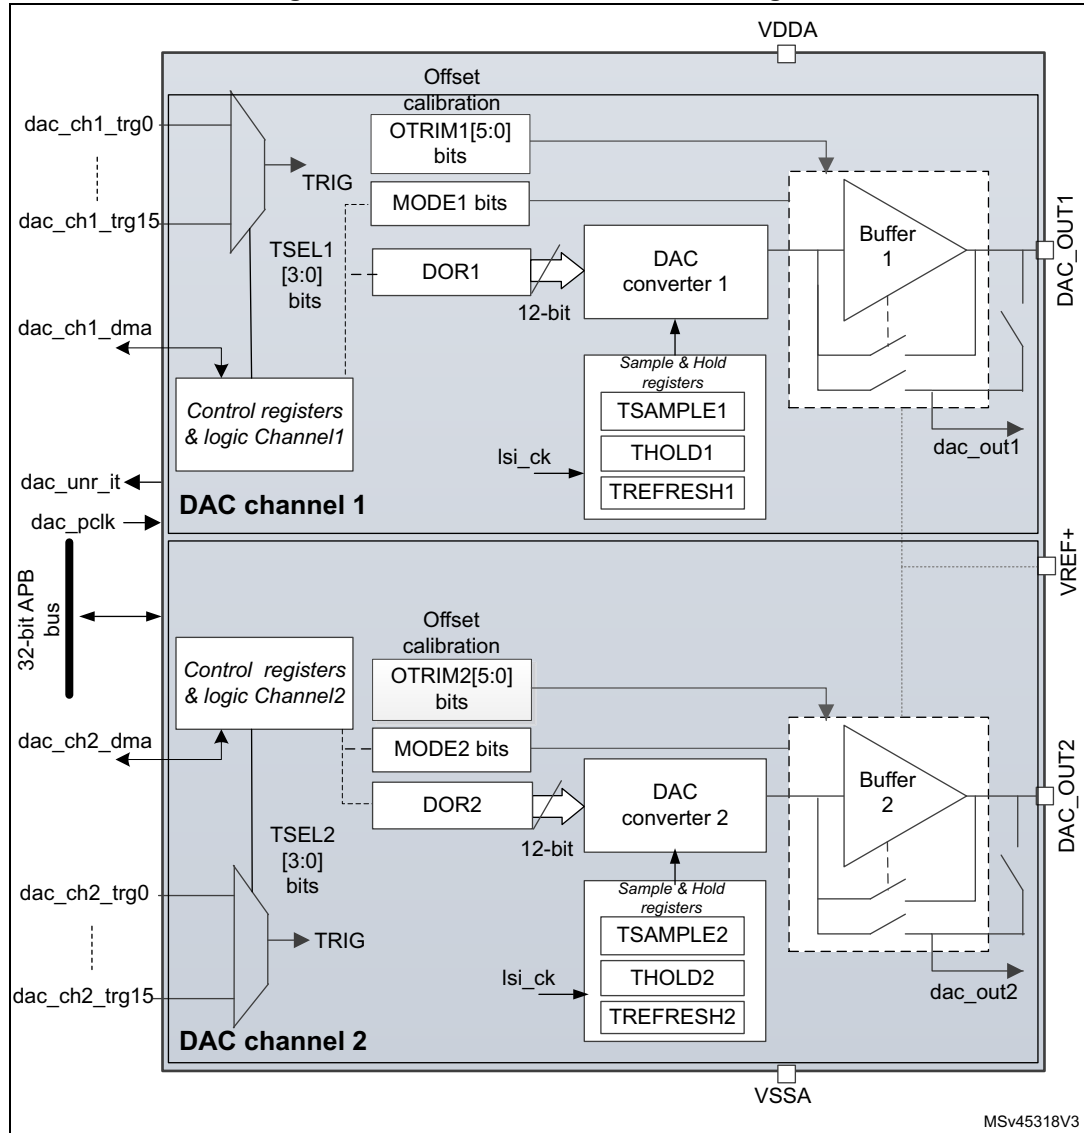 VDDA
Offset
calibration
dac_ch1_trg0
OTRIM1[5:0]
bits
TRIG
MODE1 bits
dac_ch1_trg15
TSEL1
[3:0]
bits
DOR1
12-bit
DAC
converter 1
Buffer
1
DAC_OUT1
dac_ch1_dma
Control registers
& logic Channel1
Sample & Hold
registers
TSAMPLE1
THOLD1
TREFRESH1
lsi_ck
dac_out1
dac_unr_it
DAC channel 1
dac_pclk
VREF+
32-bit APB
bus
Offset
calibration
Control registers
& logic Channel2
OTRIM2[5:0]
bits
dac_ch2_dma
MODE2 bits
DOR2
12-bit
DAC
converter 2
Buffer
2
DAC_OUT2
TSEL2
[3:0]
bits
dac_ch2_trg0
TRIG
Sample & Hold
registers
TSAMPLE2
THOLD2
TREFRESH2
lsi_ck
dac_out2
dac_ch2_trg15
DAC channel 2
VSSA
MSv45318V3